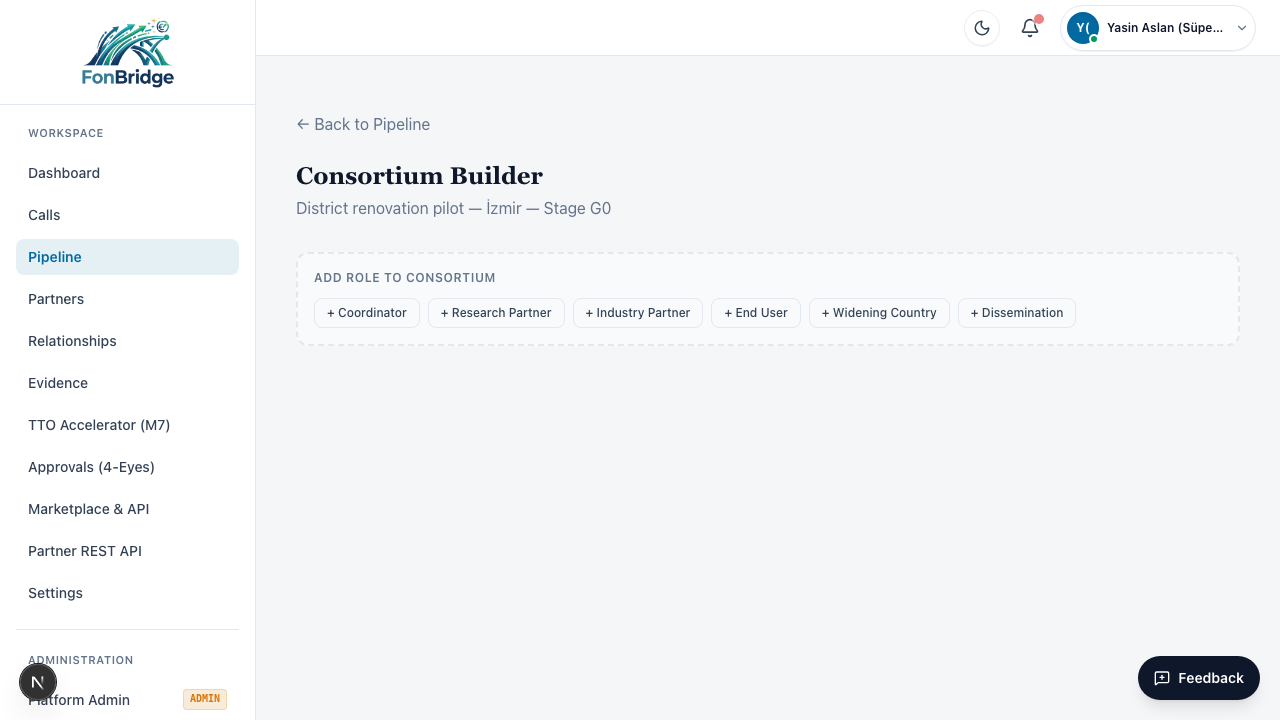 FonBridge
Y(
Yasin Aslan (Süpe...
WORKSPACE
Dashboard
Calls
Pipeline
Partners
Relationships
Evidence
TTO Accelerator (M7)
Approvals (4-Eyes)
Marketplace & API
Partner REST API
Settings
ADMINISTRATION
Platform Admin
ADMIN
N
← Back to Pipeline
Consortium Builder
District renovation pilot — İzmir — Stage G0
ADD ROLE TO CONSORTIUM
+ Coordinator
+ Research Partner
+ Industry Partner
+ End User
+ Widening Country
+ Dissemination
Feedback